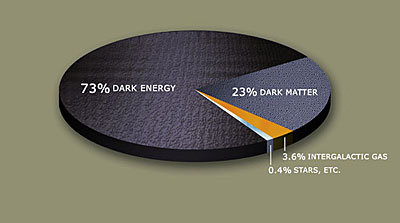 73% DARK ENERGY
23% DARK MATTER
3.6% INTERGALACTIC GAS
0.4% STARS, ETC.